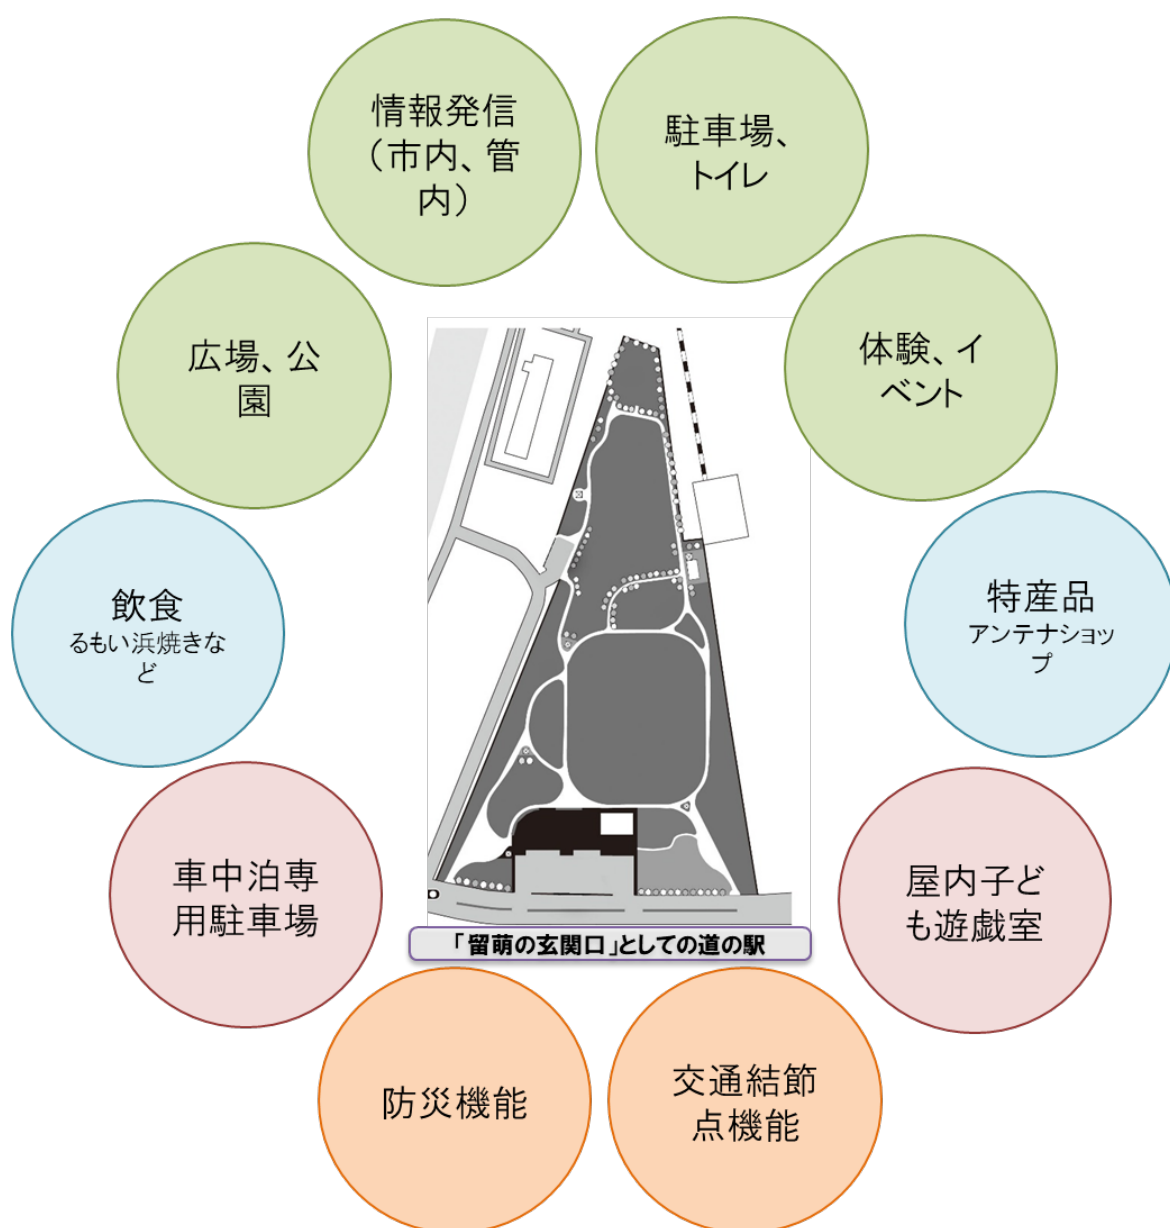 情報発信
（市内、管
内）
駐車場、
トイレ
広場、公
園
体験、イ
ベント
飲食
るもい浜焼きな
ど
特産品
アンテナショッ
プ
車中泊専
用駐車場
屋内子ど
も遊戯室
「留萌の玄関口」としての道の駅
防災機能
交通結節
点機能